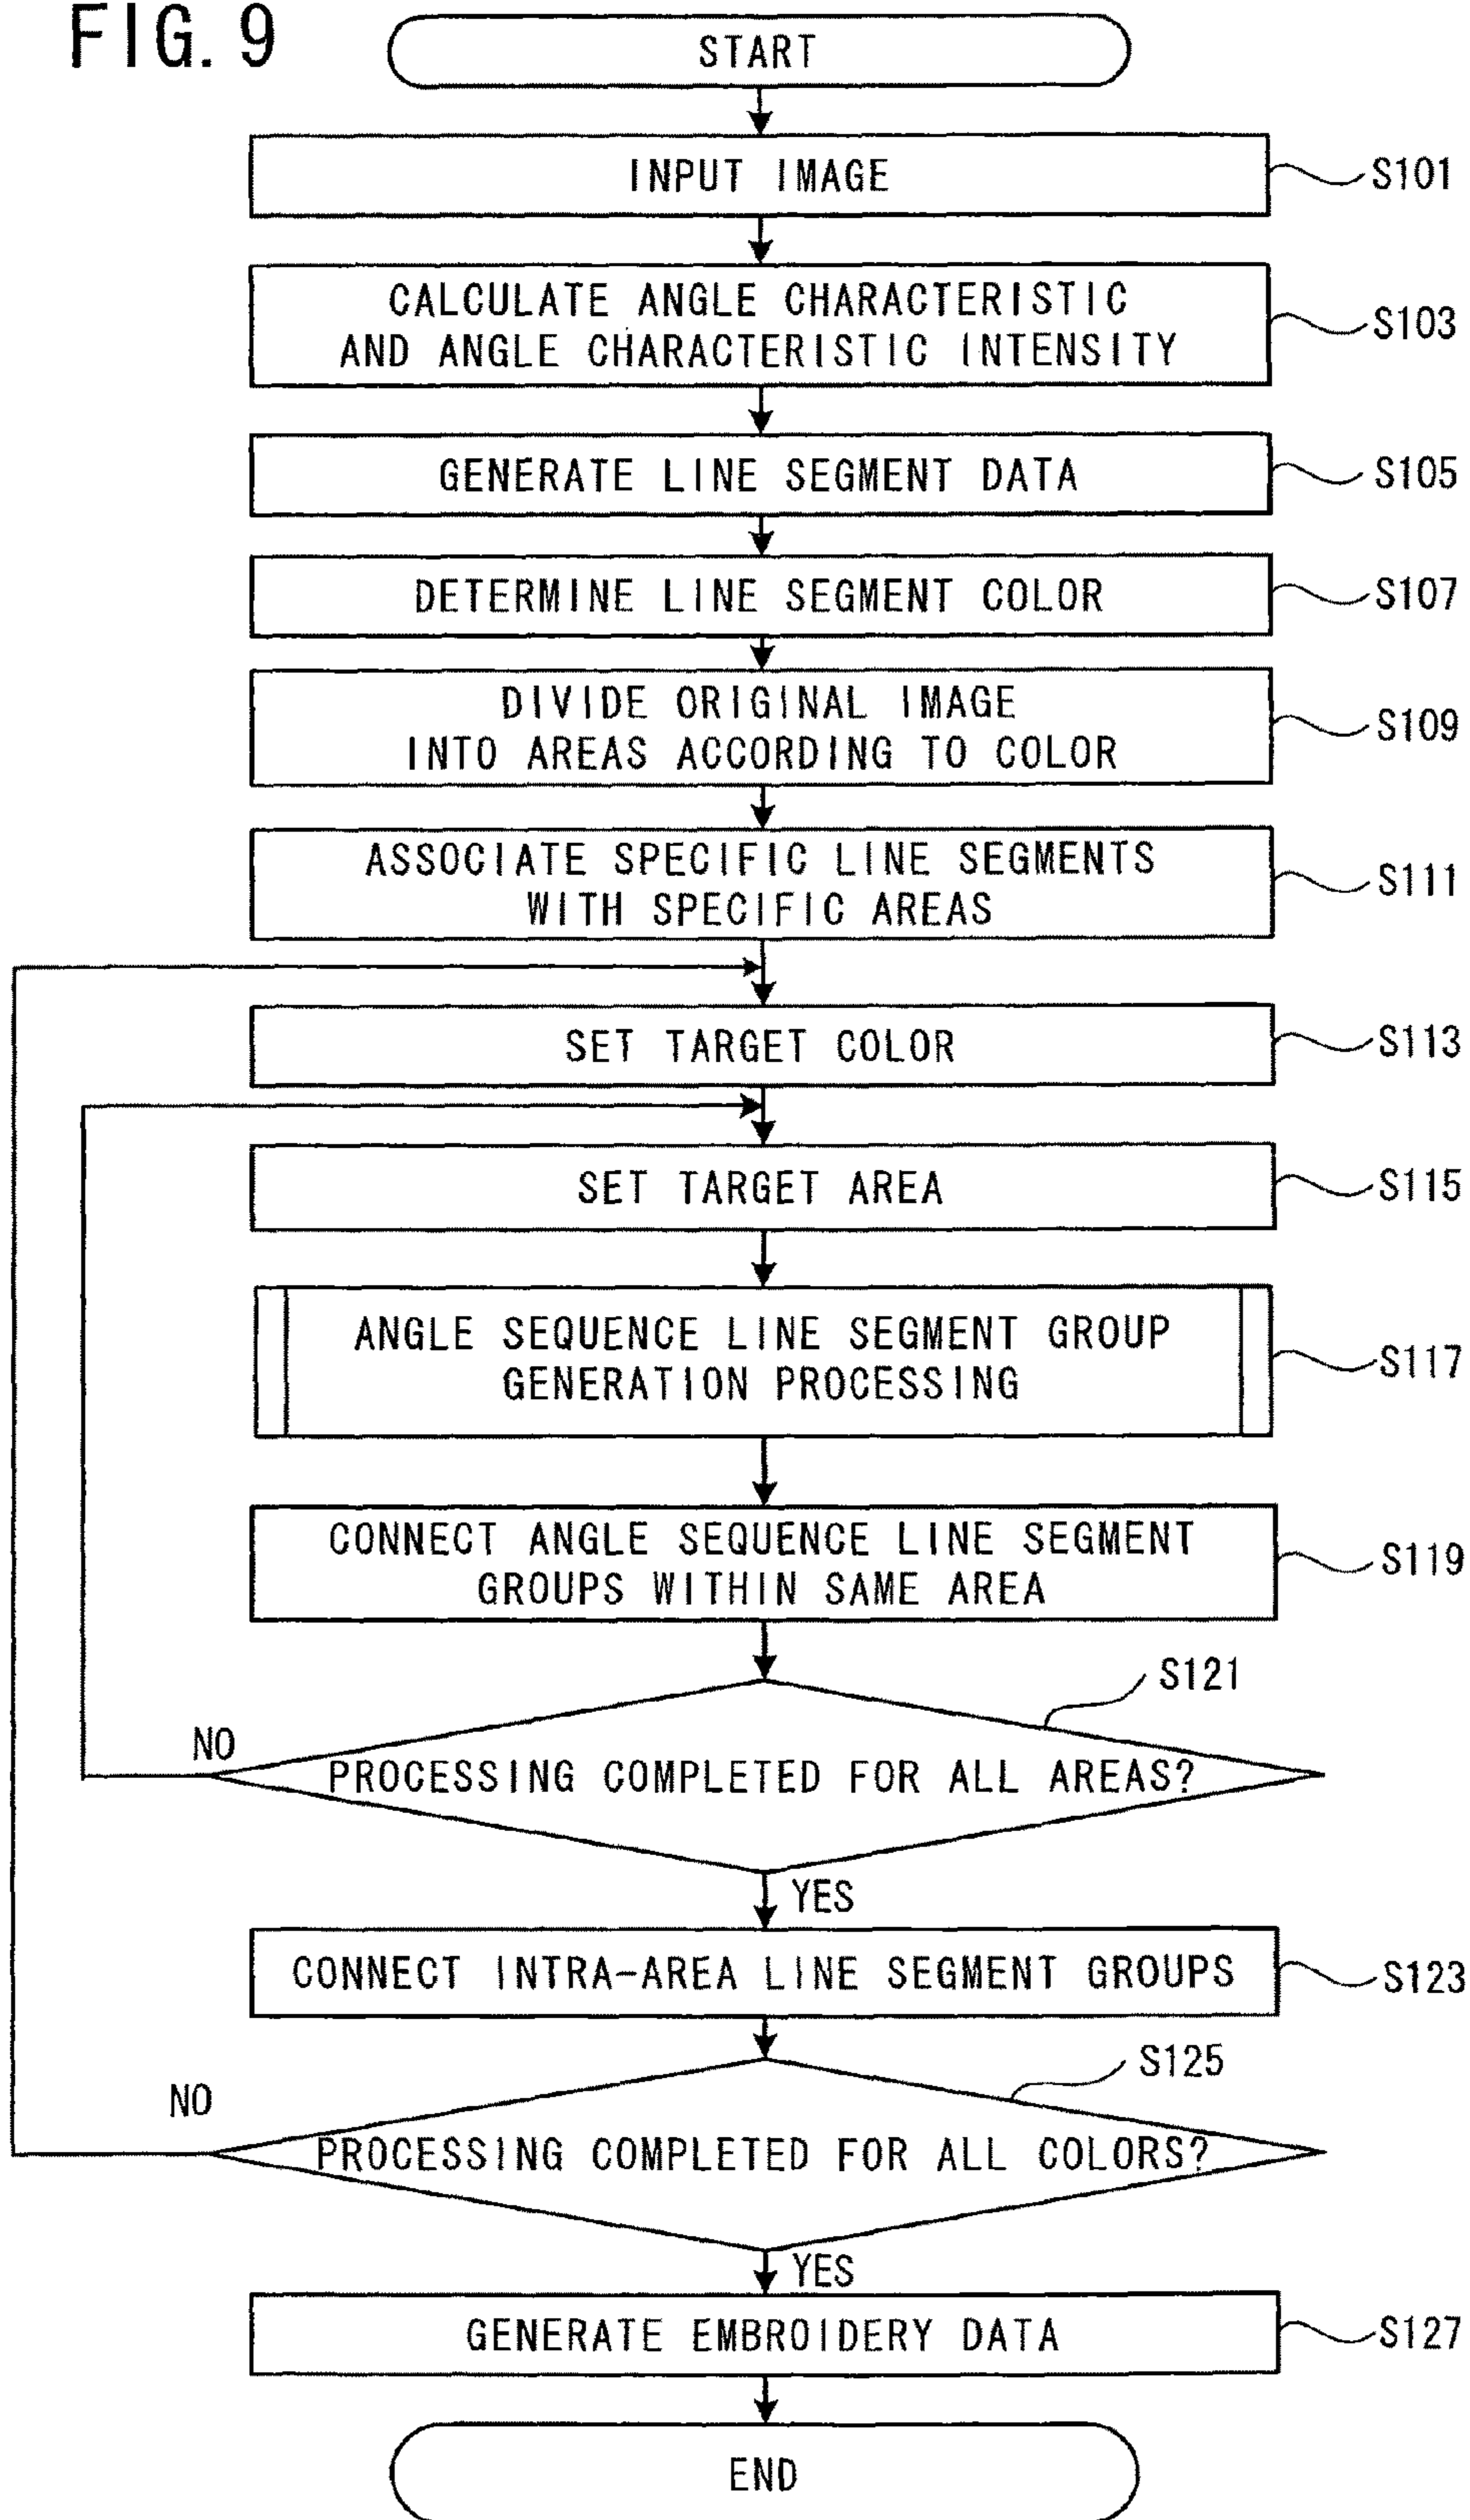 FIG. 9
START
INPUT IMAGE
S101
CALCULATE ANGLE CHARACTERISTIC
AND ANGLE CHARACTERISTIC INTENSITY
S103
GENERATE LINE SEGMENT DATA
S105
DETERMINE LINE SEGMENT COLOR
S107
DIVIDE ORIGINAL IMAGE
INTO AREAS ACCORDING TO COLOR
S109
ASSOCIATE SPECIFIC LINE SEGMENTS
WITH SPECIFIC AREAS
S111
SET TARGET COLOR
S113
SET TARGET AREA
S115
ANGLE SEQUENCE LINE SEGMENT GROUP
GENERATION PROCESSING
S117
CONNECT ANGLE SEQUENCE LINE SEGMENT
GROUPS WITHIN SAME AREA
S119
S121
NO
PROCESSING COMPLETED FOR ALL AREAS?
YES
CONNECT INTRA-AREA LINE SEGMENT GROUPS
S123
S125
NO
PROCESSING COMPLETED FOR ALL COLORS?
YES
GENERATE EMBROIDERY DATA
S127
END